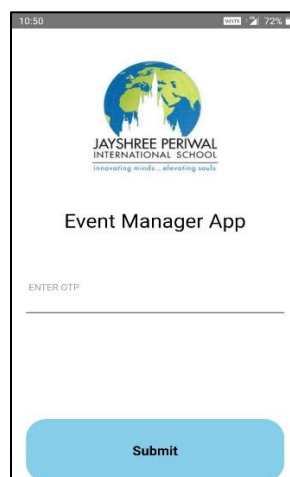 10:50
72%
JAYSHREE PERIWAL
INTERNATIONAL SCHOOL
innovating minds...elevating souls
Event Manager App
ENTER OTP
Submit